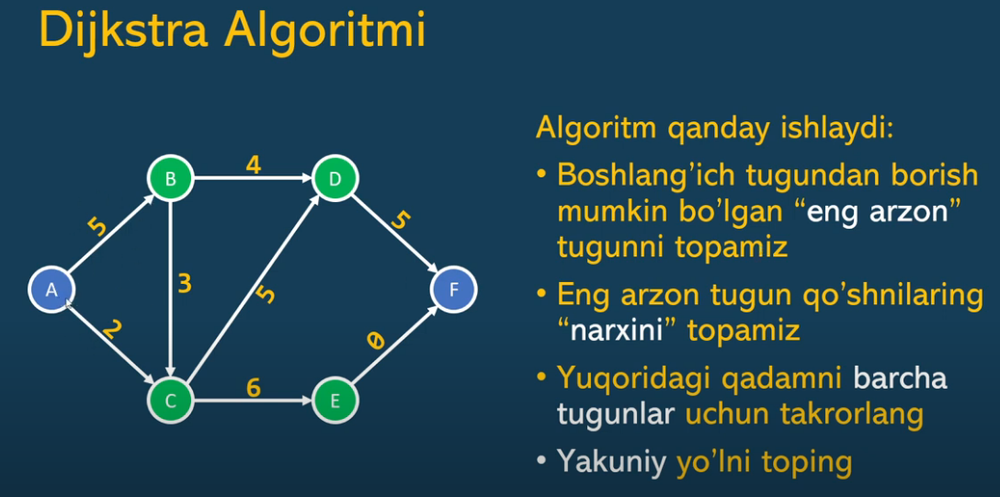 Dijkstra Algoritmi
B
4
D
5
5
A
3
5
F
2
0
C
6
E
Algoritm qanday ishlaydi:
• Boshlang’ich tugundan borish
mumkin bo’lgan “eng arzon”
tugunni topamiz
• Eng arzon tugun qo’shnilaring
“narxini” topamiz
• Yuqoridagi qadamni barcha
tugunlar uchun takrorlang
• Yakuniy yo’lni toping